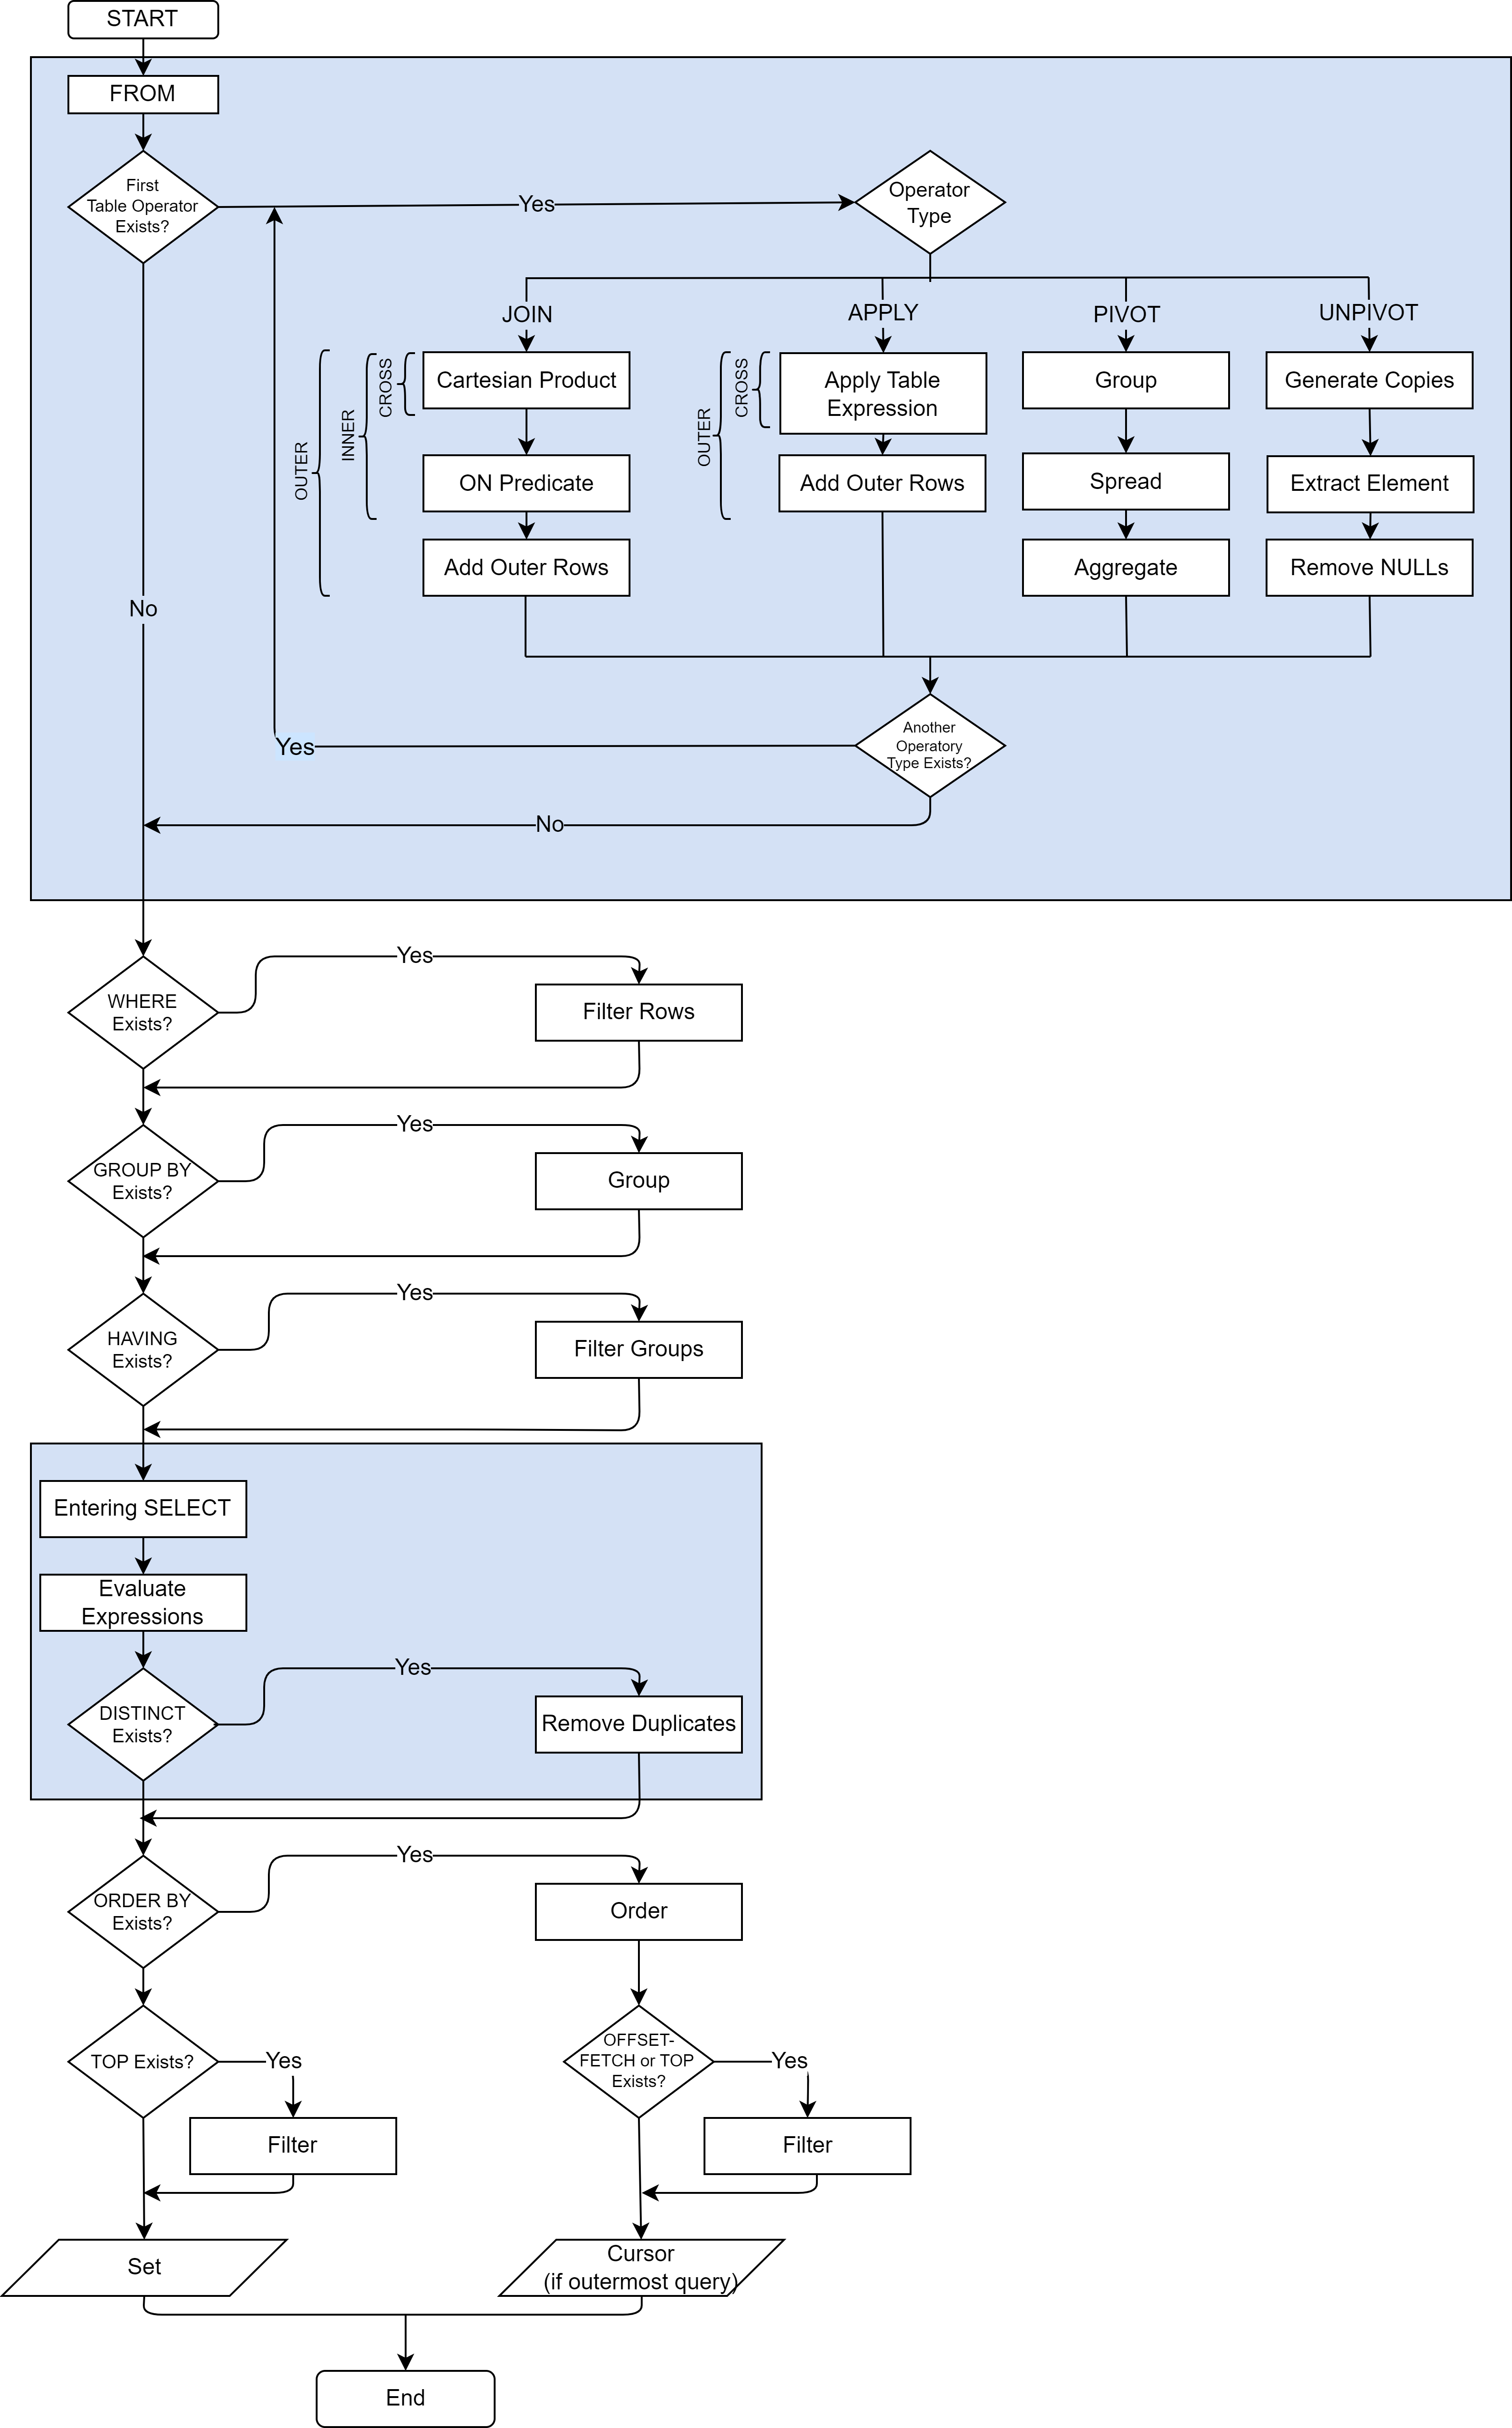 START
FROM
First
Table Operator
Exists?
Yes
Operator
Type
JOIN
APPLY
PIVOT
UNPIVOT
OUTER
INNER
CROSS
Cartesian Product
OUTER
CROSS
Apply Table
Expression
Group
Generate Copies
ON Predicate
Add Outer Rows
Spread
Extract Element
Add Outer Rows
Aggregate
Remove NULLs
No
Another
Operatory
Type Exists?
Yes
No
WHERE
Exists?
Yes
Filter Rows
GROUP BY
Exists?
Yes
Group
HAVING
Exists?
Yes
Filter Groups
Entering SELECT
Evaluate
Expressions
DISTINCT
Exists?
Yes
Remove Duplicates
ORDER BY
Exists?
Yes
Order
TOP Exists?
Yes
OFFSET-
FETCH or TOP
Exists?
Yes
Filter
Filter
Set
Cursor
(if outermost query)
End